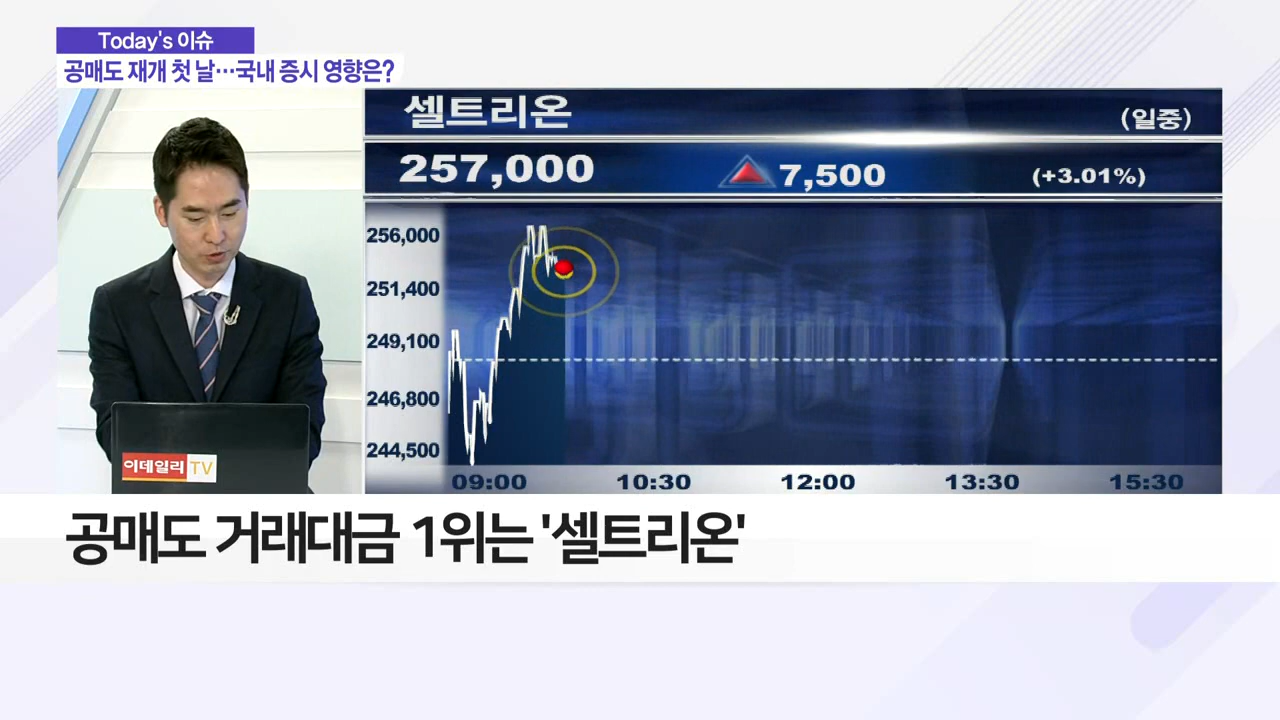 Today's 이슈
공매도 재개 첫 날…국내 증시 영향은?
셀트리온 (일중)
257,000 7,500 (+3.01%)
256,000
251,400
249,100
246,800
244,500
09:00 10:30 12:00 13:30 15:30
이데일리 TV
공매도 거래대금 1위는 '셀트리온'